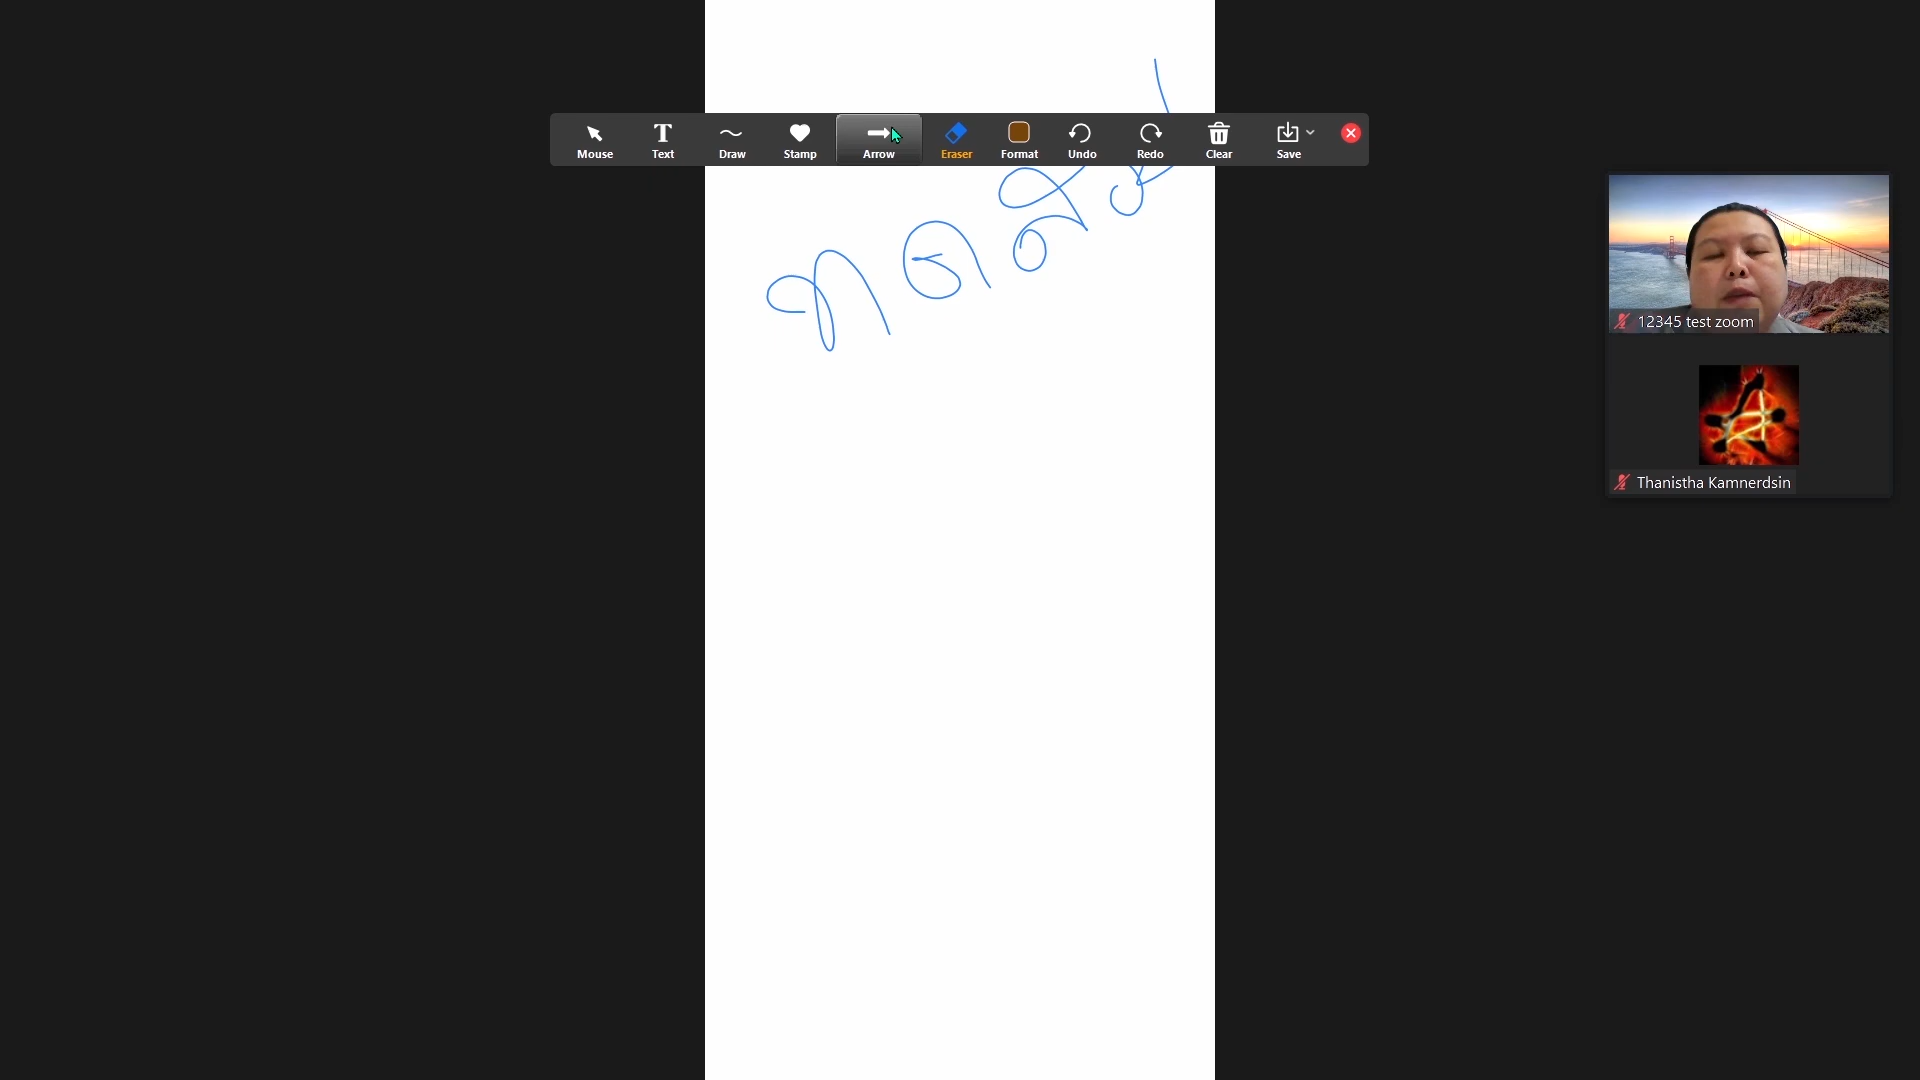 Mouse
Text
Draw
Stamp
Arrow
Eraser
Format
Undo
Redo
Clear
Save
12345 test zoom
Thanistha Kamnerdsin